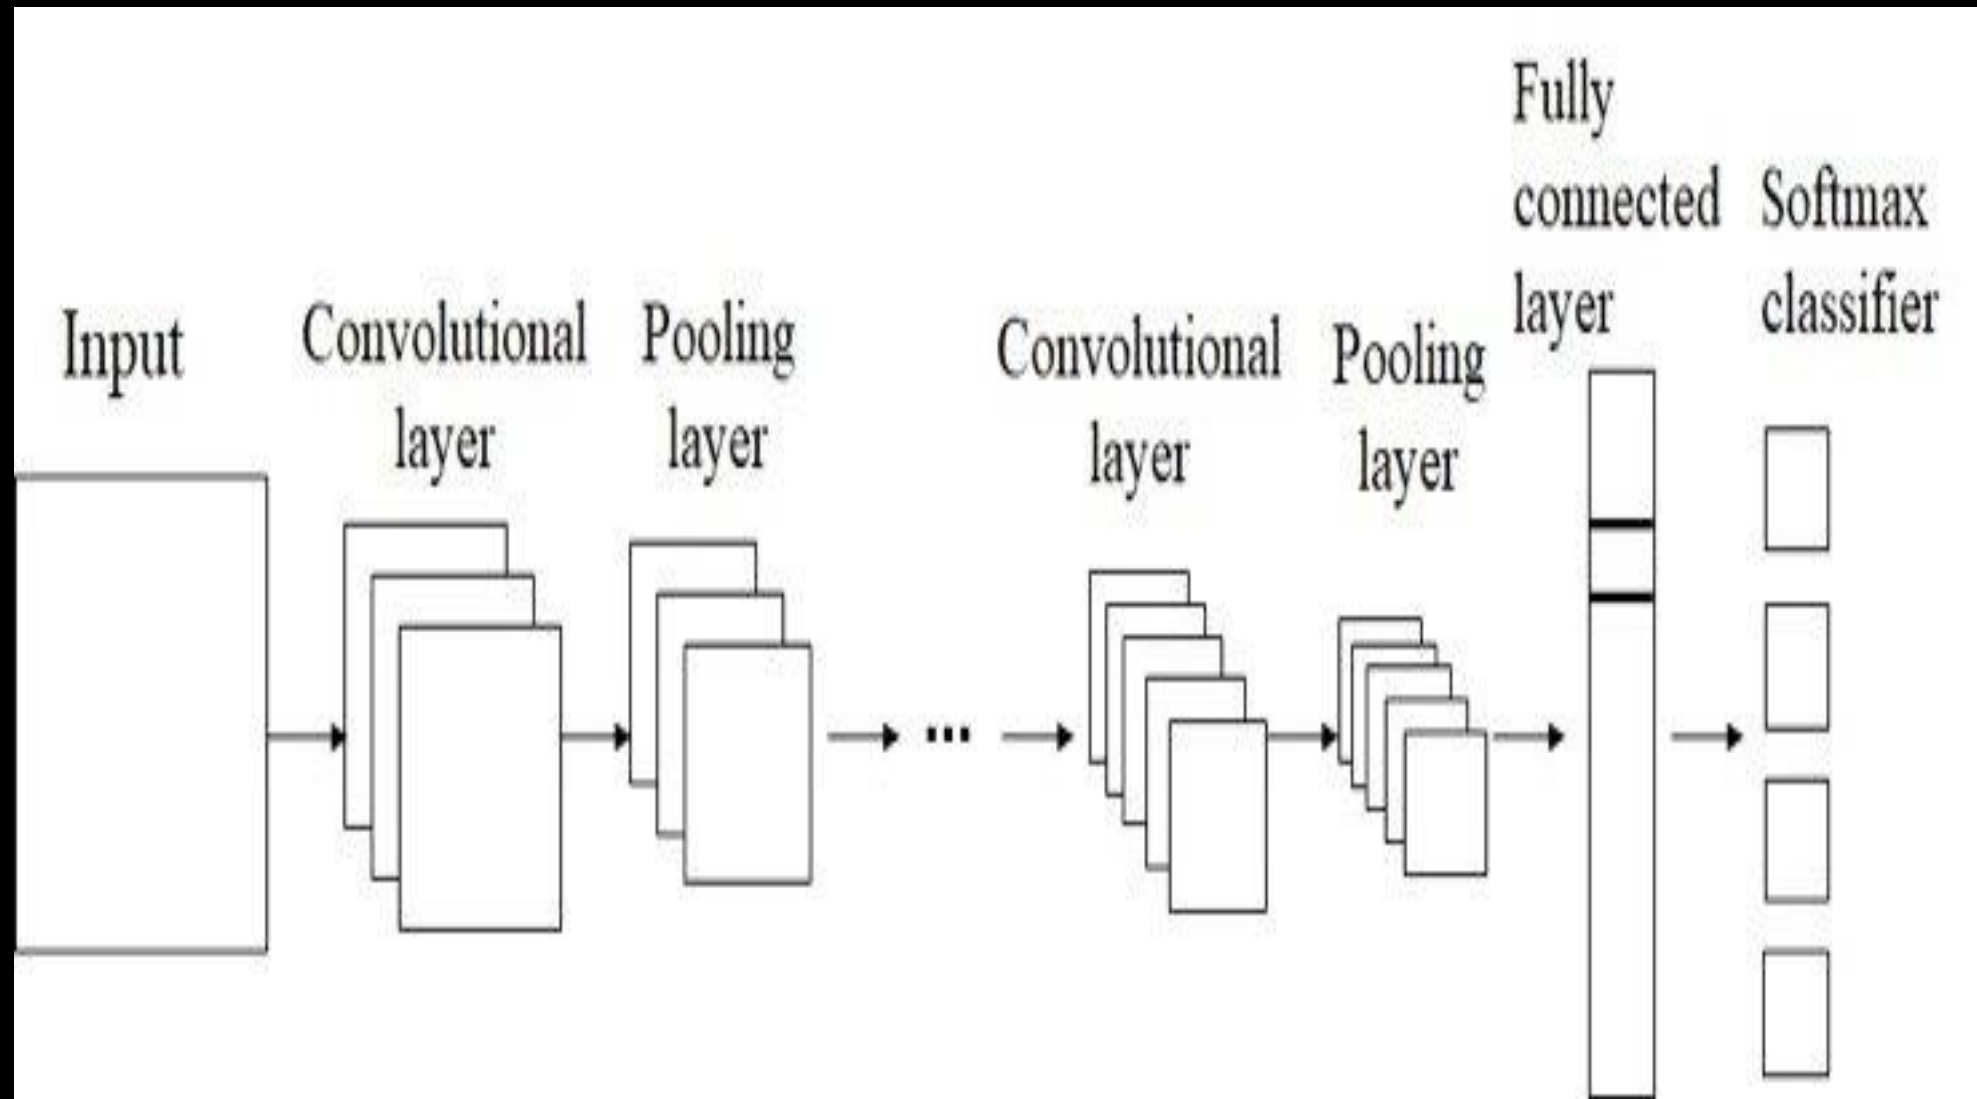 Input
Convolutional
layer
Pooling
layer
...
Convolutional
layer
Pooling
layer
Fully
connected
layer
Softmax
classifier